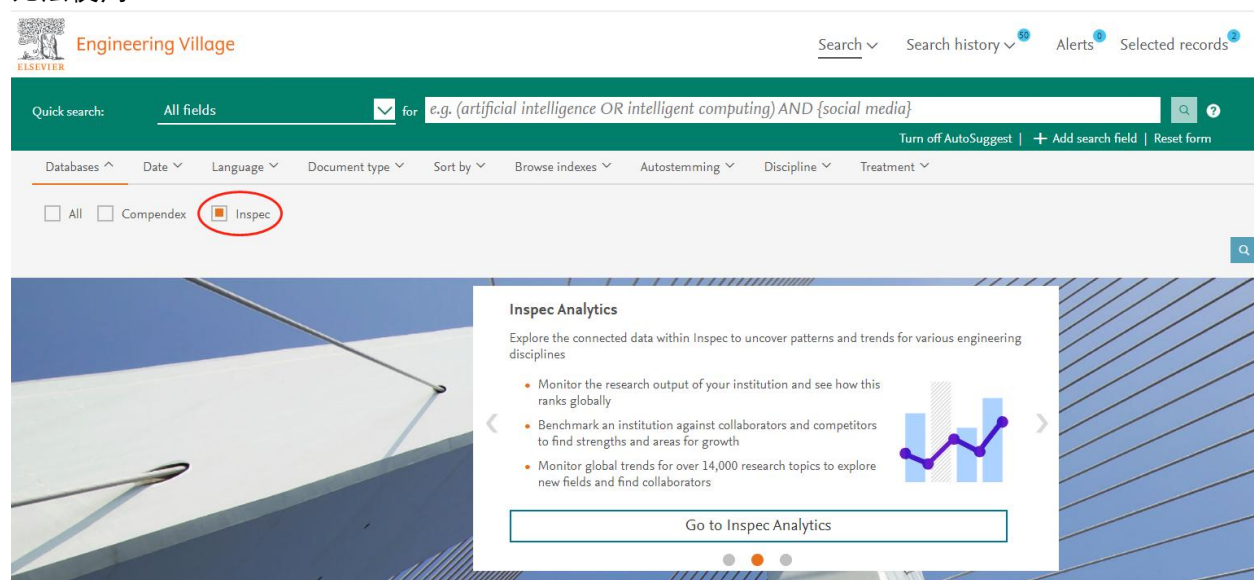 Engineering Village
ELSEVIER
Search
Search history 50
Alerts 0
Selected records 2
Quick search:
All fields
for
e.g. (artificial intelligence OR intelligent computing) AND {social media}
Turn off AutoSuggest | + Add search field | Reset form
Databases Date Language Document type Sort by Browse indexes Autostemming Discipline Treatment
All Compendex Inspec
Inspec Analytics
Explore the connected data within Inspec to uncover patterns and trends for various engineering
disciplines
• Monitor the research output of your institution and see how this
ranks globally
• Benchmark an institution against collaborators and competitors
to find strengths and areas for growth
• Monitor global trends for over 14,000 research topics to explore
new fields and find collaborators
Go to Inspec Analytics